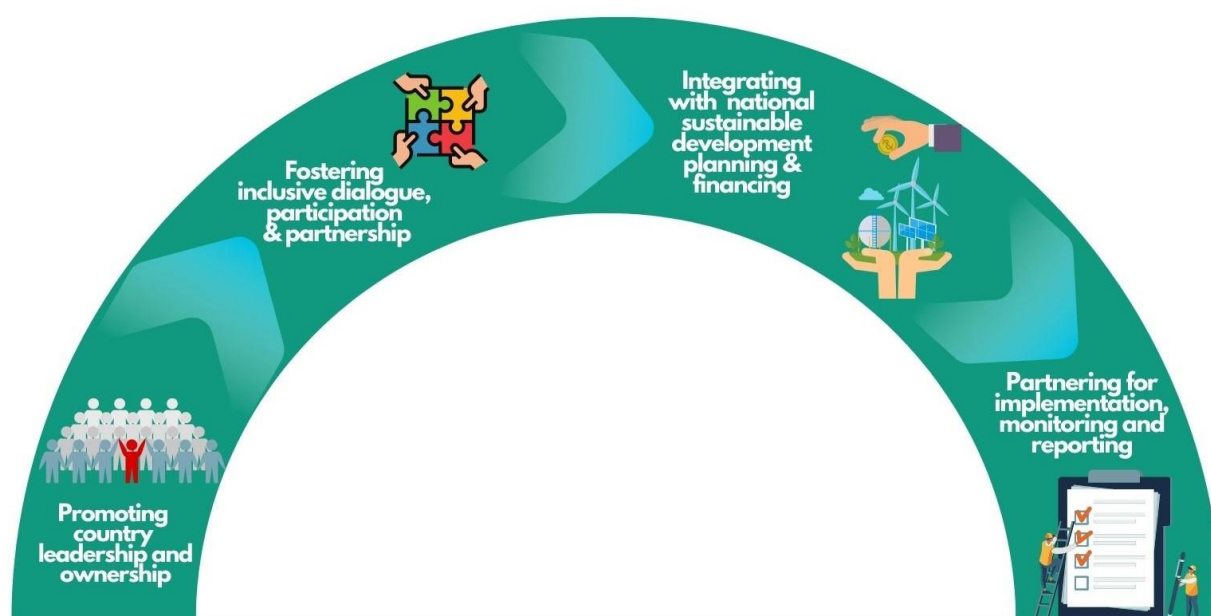 Promoting
country
leadership and
ownership
Fostering
inclusive dialogue,
participation
& partnership
Integrating
with national
sustainable
development
planning &
financing
Partnering for
implementation,
monitoring and
reporting